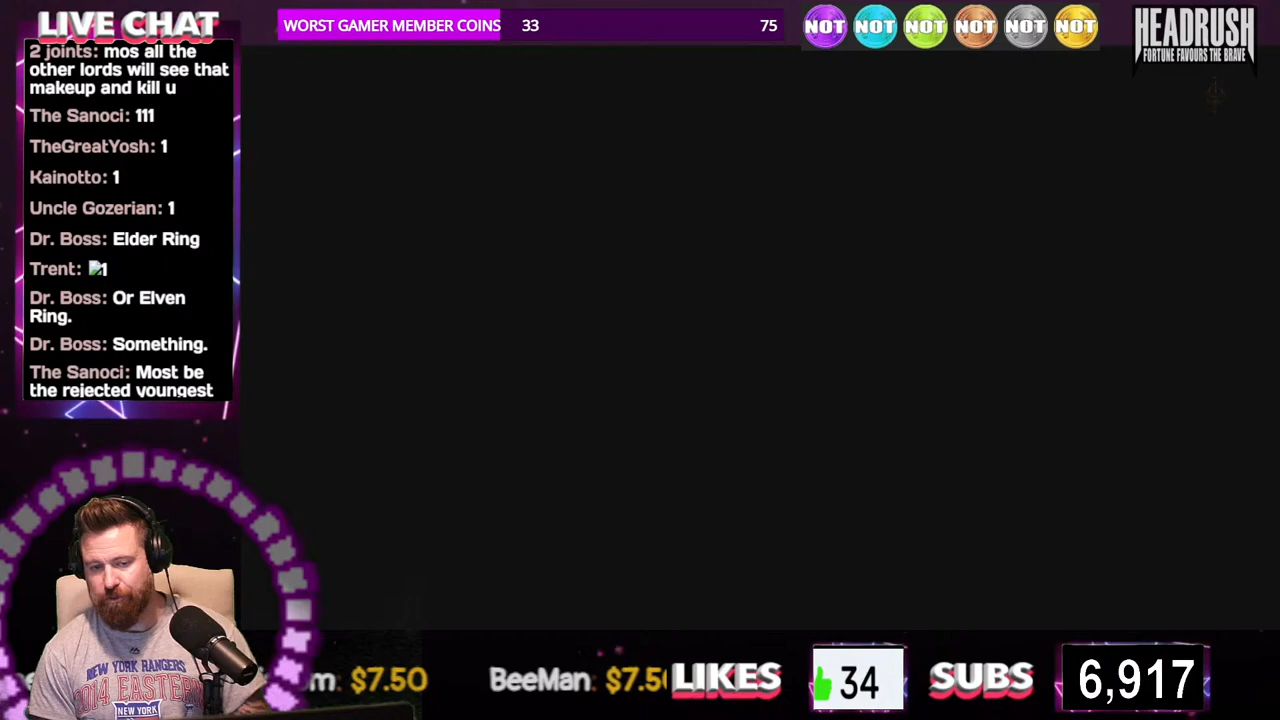 LIVE CHAT
WORST GAMER MEMBER COINS 33 75
NOT NOT NOT NOT NOT NOT
HEADRUSH
FORTUNE FAVOURS THE BRAVE
2 joints: mos all the
other lords will see that
makeup and kill u
The Sanoci: 111
TheGreatYosh: 1
Kainotto: 1
Uncle Gozerian: 1
Dr. Boss: Elder Ring
Trent: 1
Dr. Boss: Or Elven
Ring.
Dr. Boss: Something.
The Sanoci: Most be
the rejected youngest
NEW YORK RANGERS
2014 EASTERN
NEW YORK
m: $7.50 BeeMan: $7.5
LIKES 34 SUBS 6,917